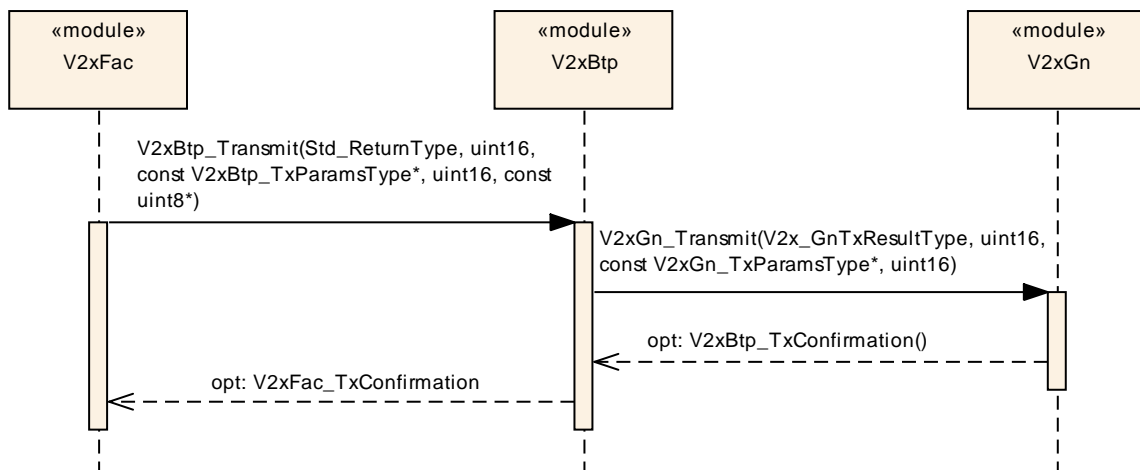 «module»
V2xFac
«module»
V2xBtp
«module»
V2xGn
V2xBtp_Transmit(Std_ReturnType, uint16,
const V2xBtp_TxParamsType*, uint16, const
uint8*)
V2xGn_Transmit(V2x_GnTxResultType, uint16,
const V2xGn_TxParamsType*, uint16)
opt: V2xBtp_TxConfirmation()
opt: V2xFac_TxConfirmation